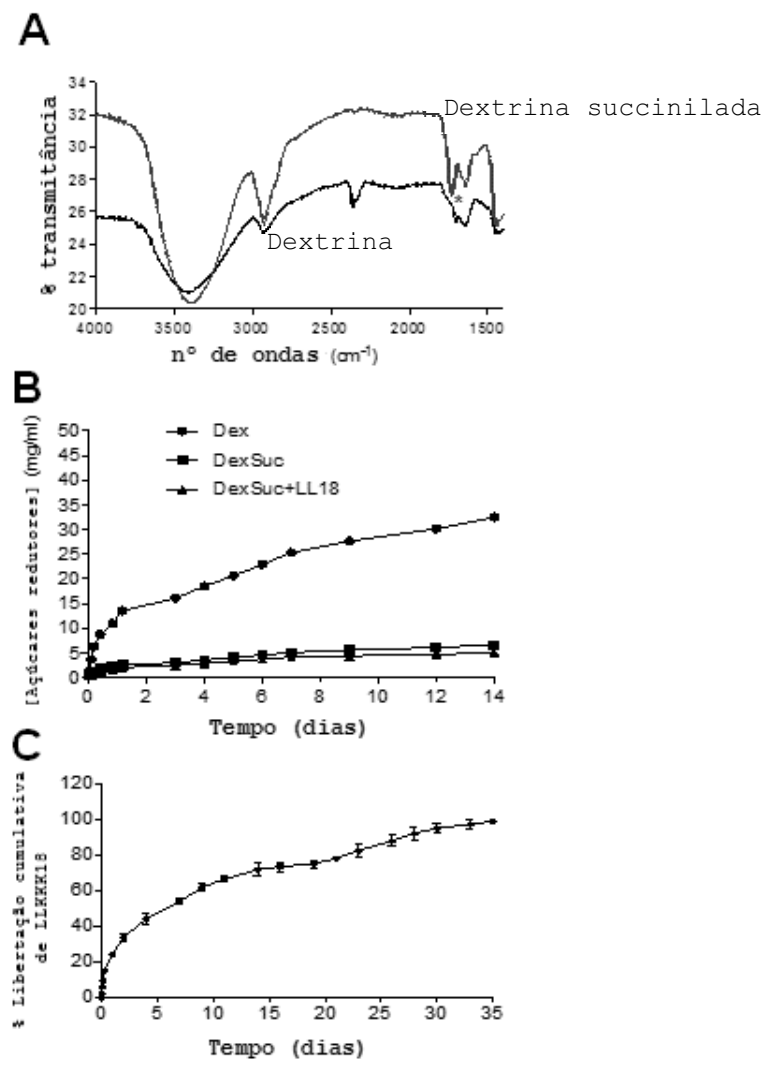 A
34
32
30
28
26
24
22
20
% transmitância
Dextrina succinilada
*
Dextrina
4000 3500 3000 2500 2000 1500
nº de ondas (cm-1)
B
[Açúcares redutores] (mg/ml)
50
45
40
35
30
25
20
15
10
5
0
Dex
DexSuc
DexSuc+LL18
0 2 4 6 8 10 12 14
Tempo (dias)
C
% Libertação cumulativa
de LLKKK18
120
100
80
60
40
20
0
0 5 10 15 20 25 30 35
Tempo (dias)